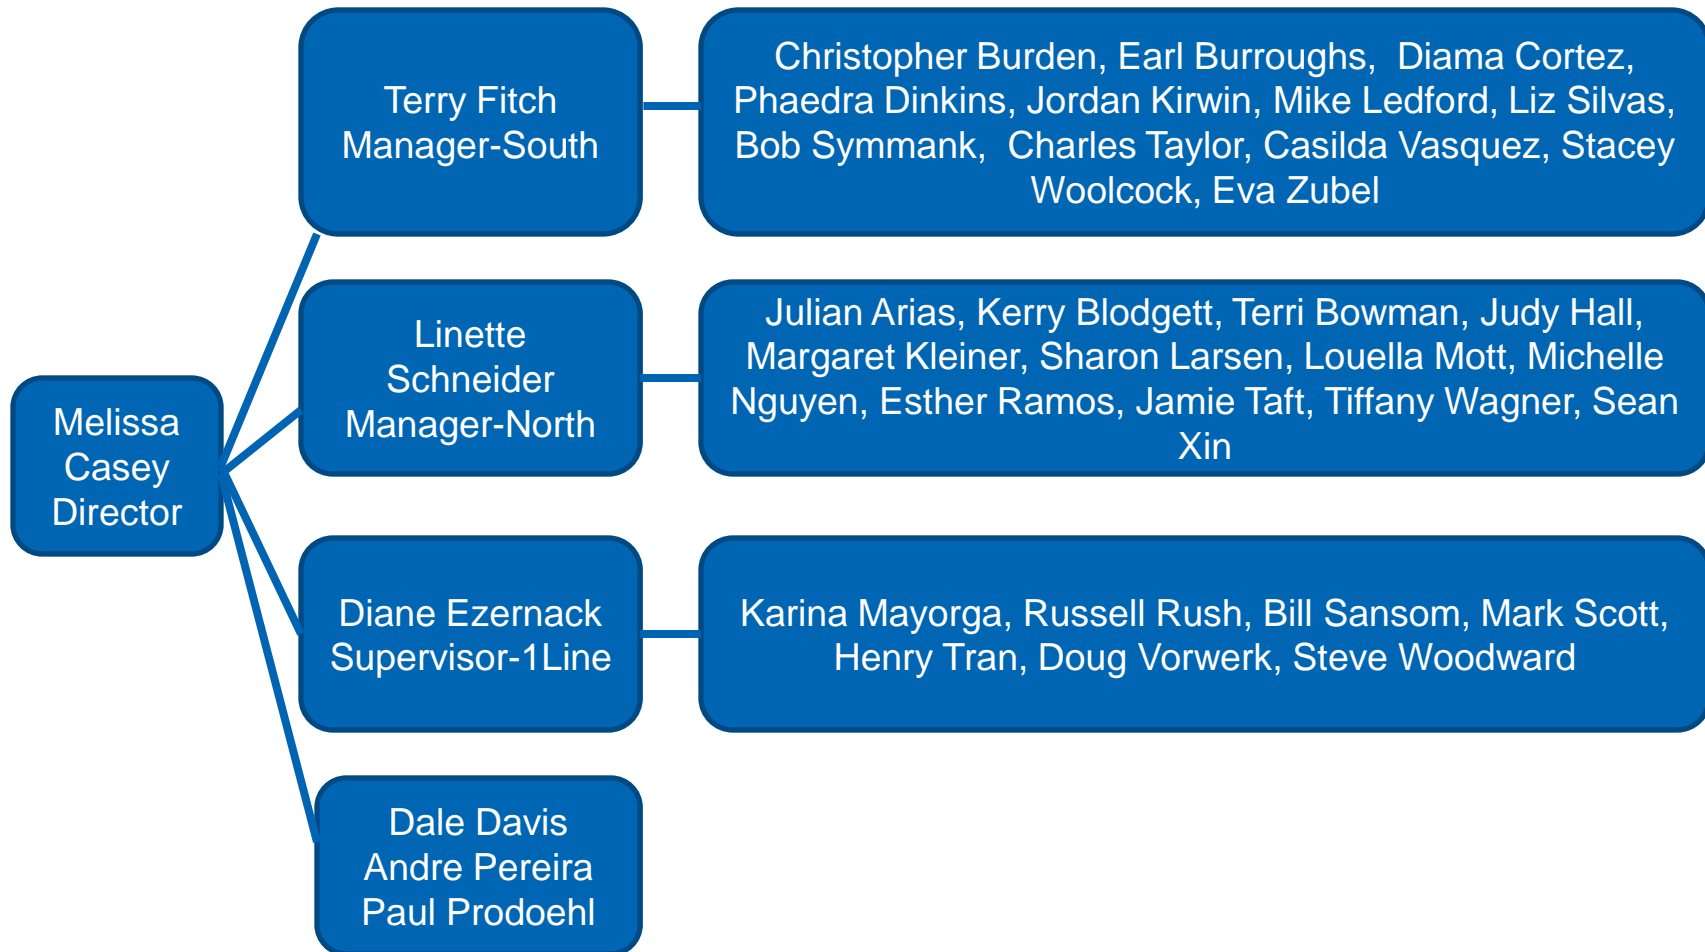 Melissa
Casey
Director
Terry Fitch
Manager-South
Christopher Burden, Earl Burroughs,  Diama Cortez,
Phaedra Dinkins, Jordan Kirwin, Mike Ledford, Liz Silvas,
Bob Symmank,  Charles Taylor, Casilda Vasquez, Stacey
Woolcock, Eva Zubel
Linette
Schneider
Manager-North
Julian Arias, Kerry Blodgett, Terri Bowman, Judy Hall,
Margaret Kleiner, Sharon Larsen, Louella Mott, Michelle
Nguyen, Esther Ramos, Jamie Taft, Tiffany Wagner, Sean
Xin
Diane Ezernack
Supervisor-1Line
Karina Mayorga, Russell Rush, Bill Sansom, Mark Scott,
Henry Tran, Doug Vorwerk, Steve Woodward
Dale Davis
Andre Pereira
Paul Prodoehl